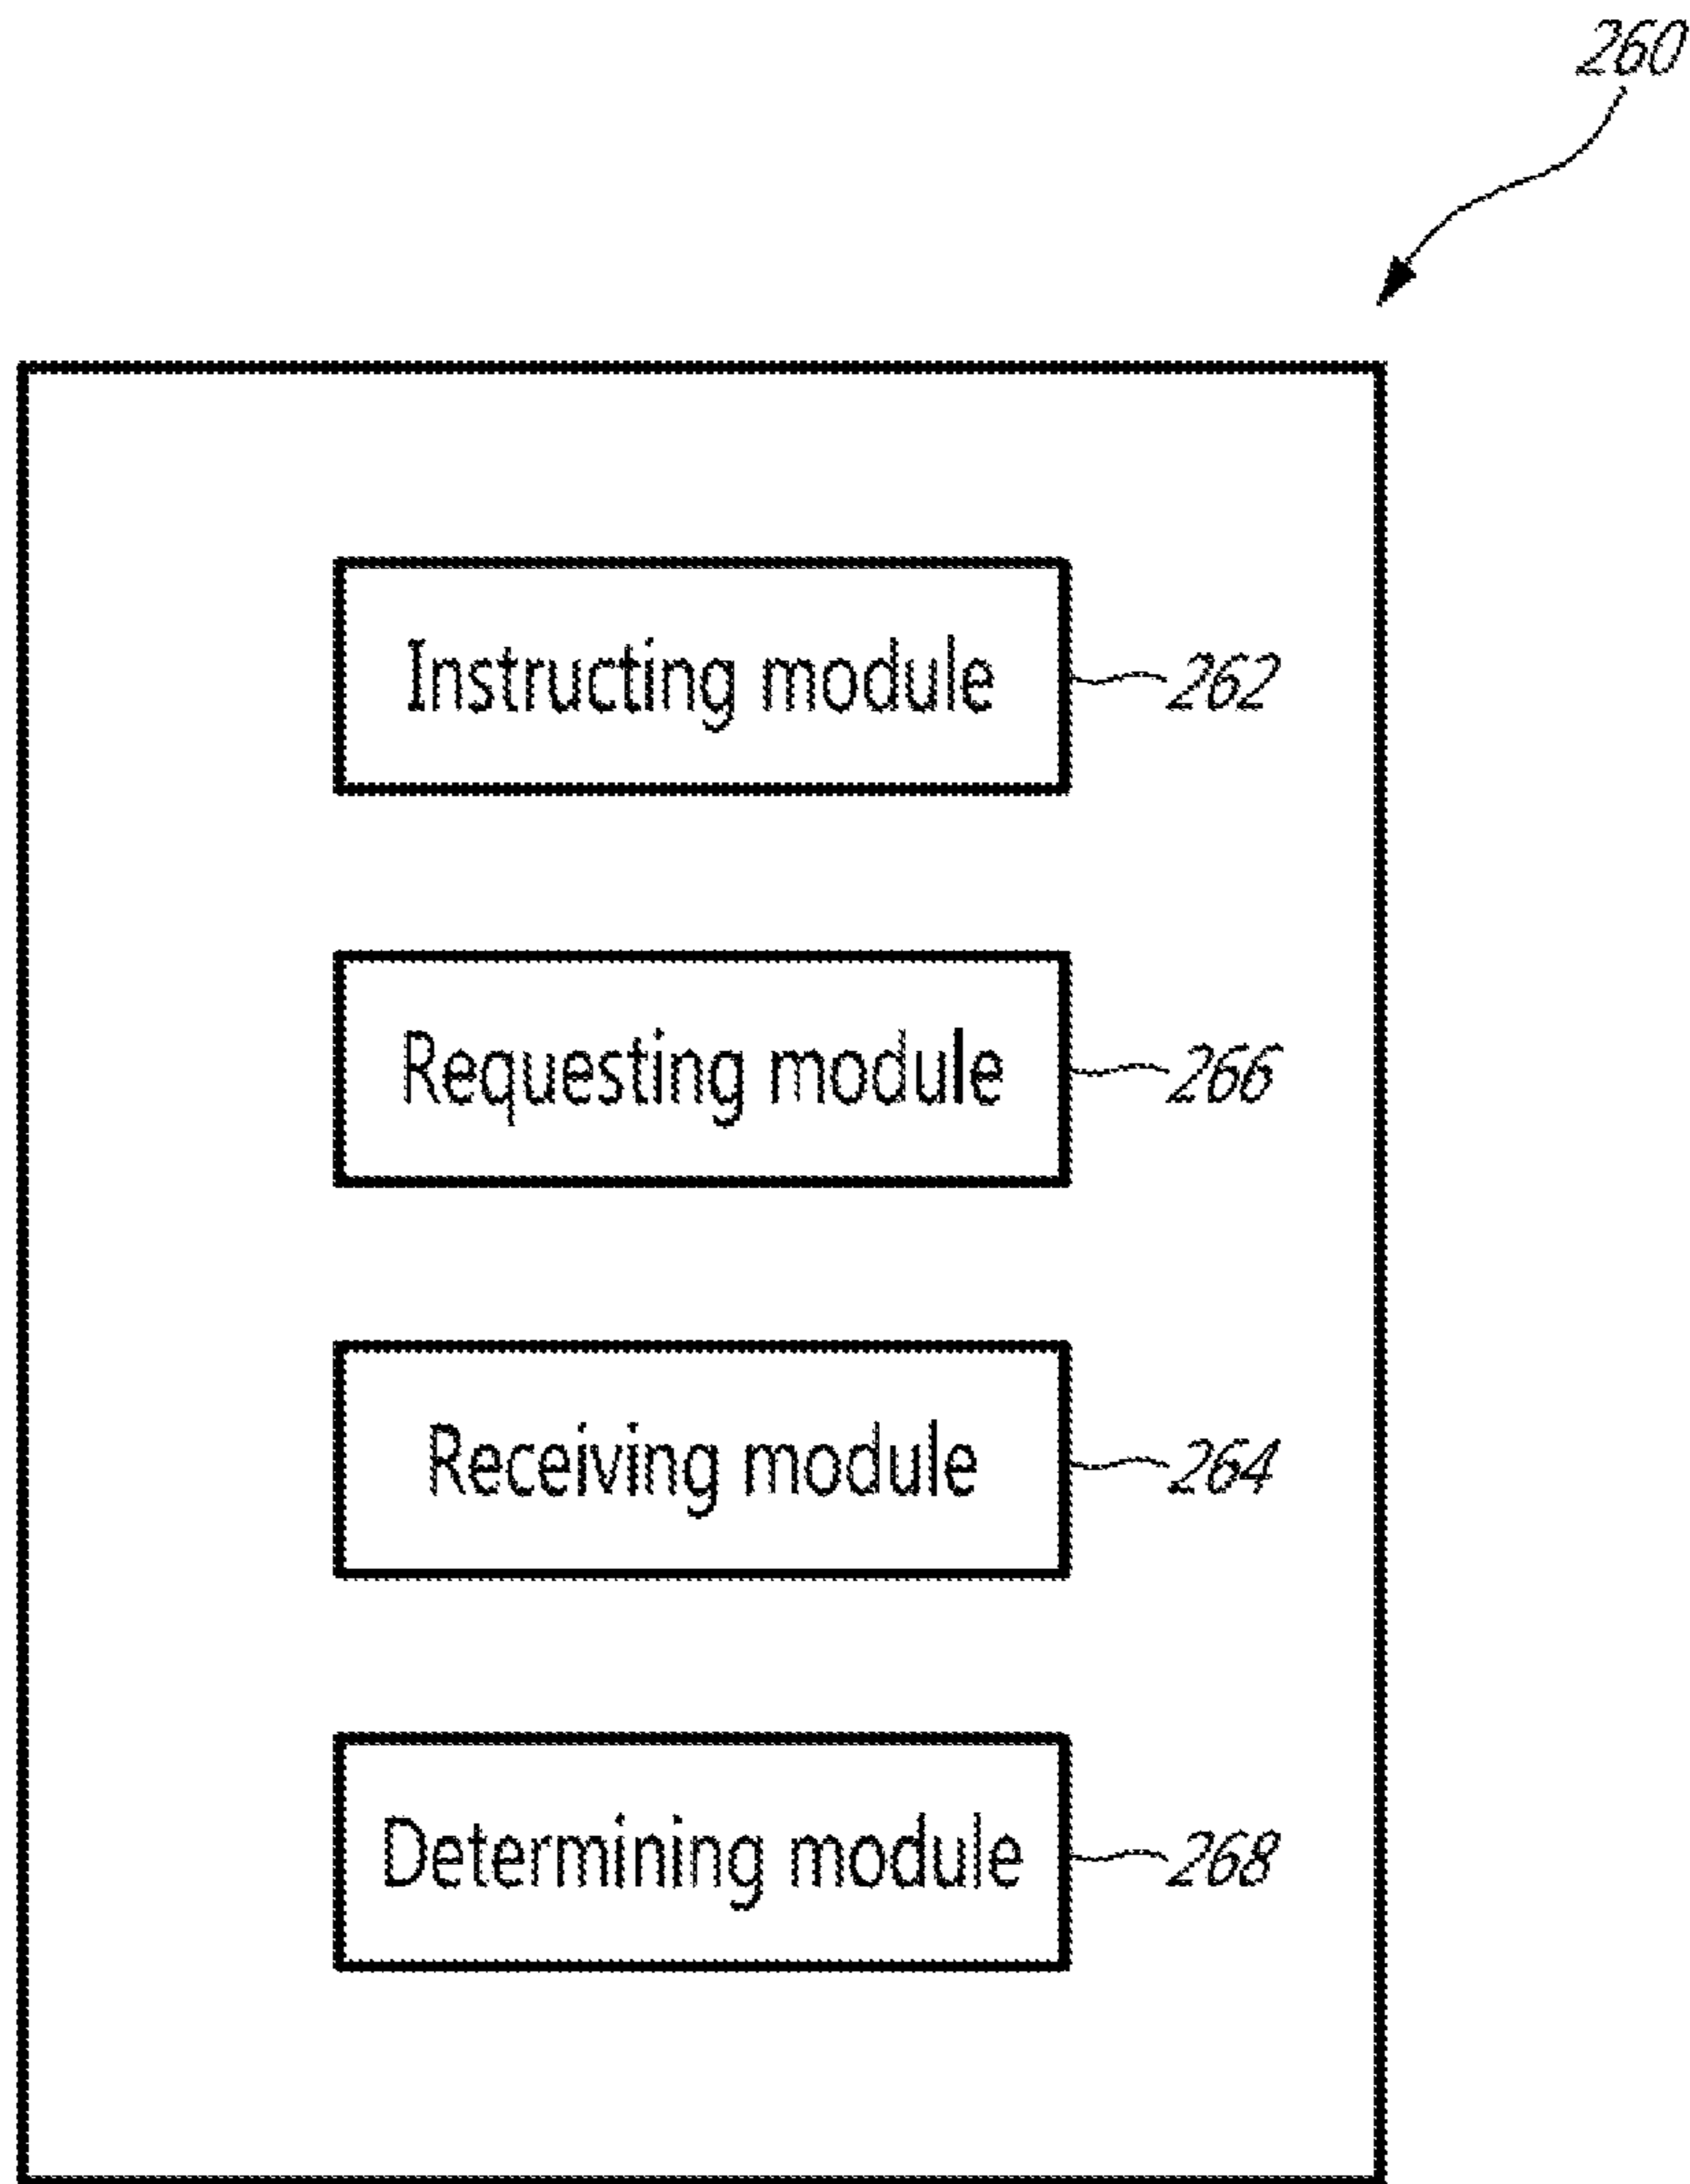 260
Instructing module 262
Requesting module 266
Receiving module 264
Determining module 268